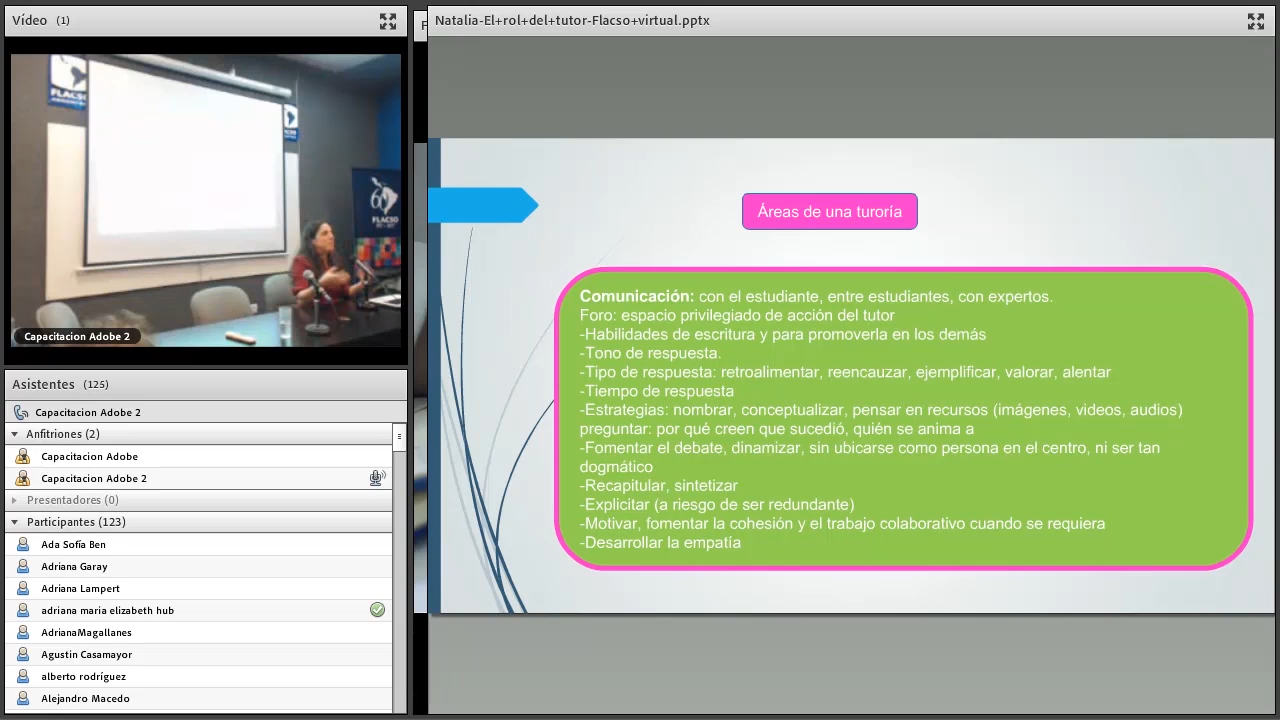 Vídeo (1)
FLACSO
FLACSO
60
FLACSO
Capacitacion Adobe 2
Asistentes (125)
Capacitacion Adobe 2
Anfitriones (2)
Capacitacion Adobe
Capacitacion Adobe 2
Presentadores (0)
Participantes (123)
Ada Sofía Ben
Adriana Garay
Adriana Lampert
adriana maria elizabeth hub
AdrianaMagallanes
Agustin Casamayor
alberto rodríguez
Alejandro Macedo
F
Natalia-El+rol+del+tutor-Flacso+virtual.pptx
Áreas de una turoría
Comunicación: con el estudiante, entre estudiantes, con expertos.
Foro: espacio privilegiado de acción del tutor
-Habilidades de escritura y para promoverla en los demás
-Tono de respuesta.
-Tipo de respuesta: retroalimentar, reencauzar, ejemplificar, valorar, alentar
-Tiempo de respuesta
-Estrategias: nombrar, conceptualizar, pensar en recursos (imágenes, videos, audios)
preguntar: por qué creen que sucedió, quién se anima a
-Fomentar el debate, dinamizar, sin ubicarse como persona en el centro, ni ser tan
dogmático
-Recapitular, sintetizar
-Explicitar (a riesgo de ser redundante)
-Motivar, fomentar la cohesión y el trabajo colaborativo cuando se requiera
-Desarrollar la empatía